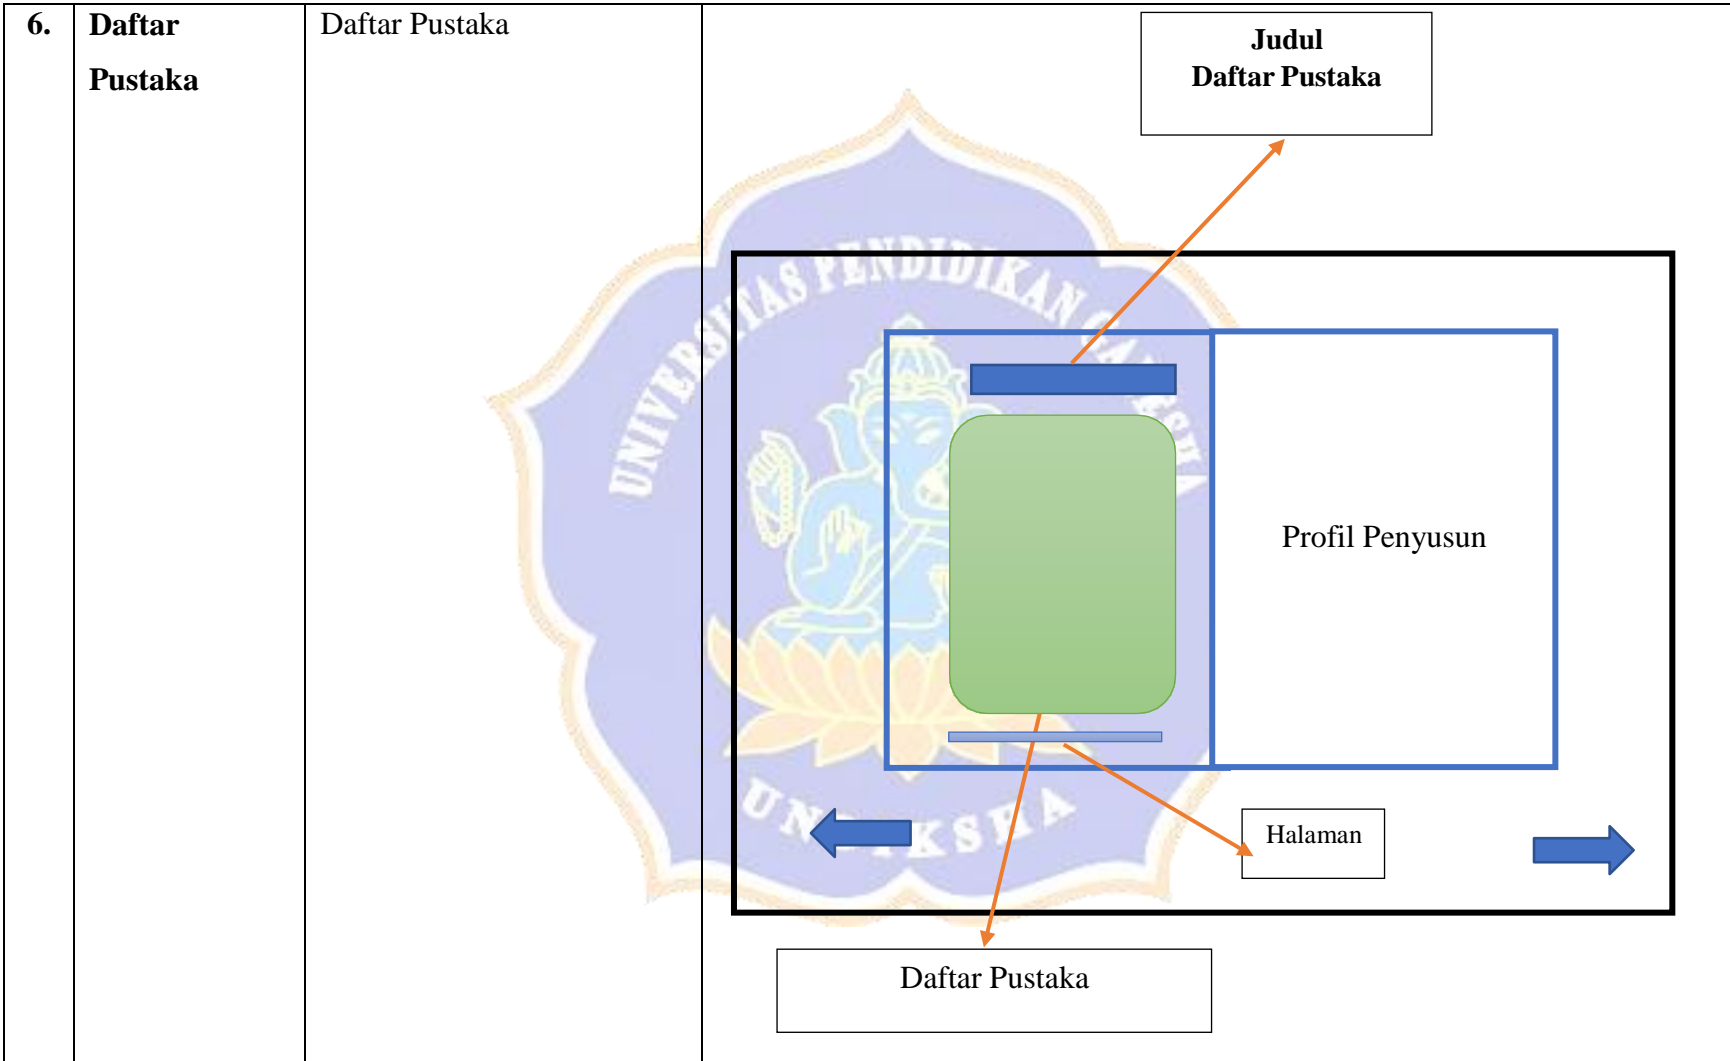 6.
Daftar
Pustaka
Daftar Pustaka
Judul
Daftar Pustaka
UNIVERSITAS PENDIDIKAN GANESHA
Profil Penyusun
UNDIKSHA
Halaman
Daftar Pustaka